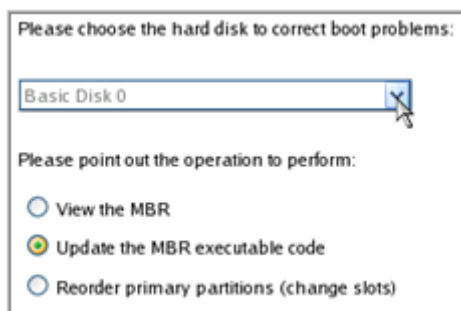 Please choose the hard disk to correct boot problems:
Basic Disk 0
Please point out the operation to perform:
View the MBR
Update the MBR executable code
Reorder primary partitions (change slots)